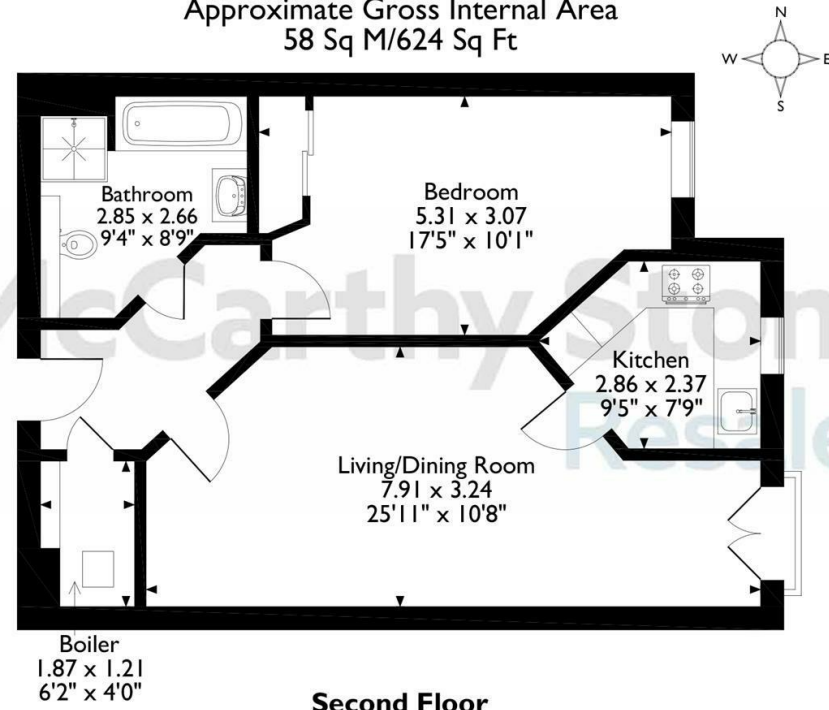 Approximate Gross Internal Area
58 Sq M/624 Sq Ft
N
W
E
S
Bathroom
2.85 x 2.66
9'4" x 8'9"
Bedroom
5.31 x 3.07
17'5" x 10'1"
McCarthy Stone
Resale
Kitchen
2.86 x 2.37
9'5" x 7'9"
Living/Dining Room
7.91 x 3.24
25'11" x 10'8"
Boiler
1.87 x 1.21
6'2" x 4'0"
Second Floor